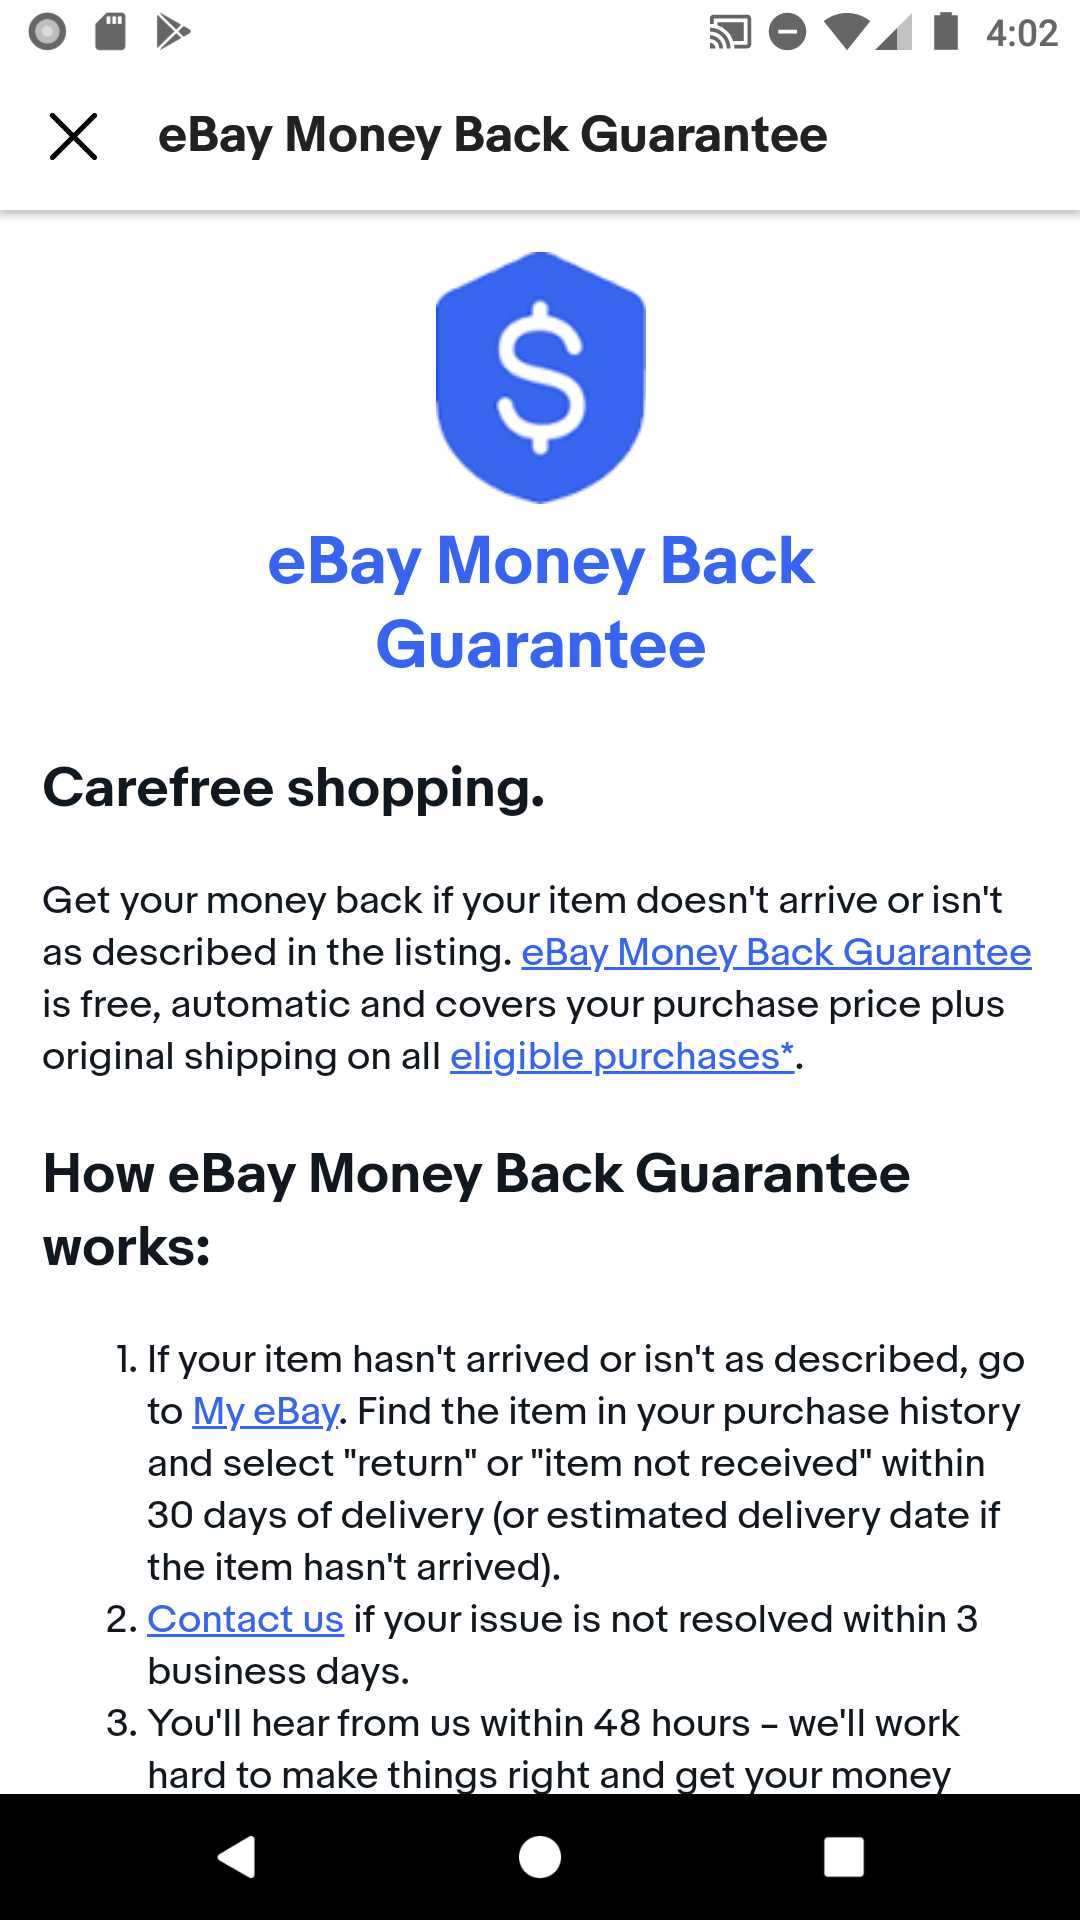 4:02
eBay Money Back Guarantee
eBay Money Back
Guarantee
Carefree shopping.
Get your money back if your item doesn't arrive or isn't
as described in the listing. eBay Money Back Guarantee
is free, automatic and covers your purchase price plus
original shipping on all eligible purchases*.
How eBay Money Back Guarantee
works:
1. If your item hasn't arrived or isn't as described, go
to My eBay. Find the item in your purchase history
and select "return" or "item not received" within
30 days of delivery (or estimated delivery date if
the item hasn't arrived).
2. Contact us if your issue is not resolved within 3
business days.
3. You'll hear from us within 48 hours – we'll work
hard to make things right and get your money